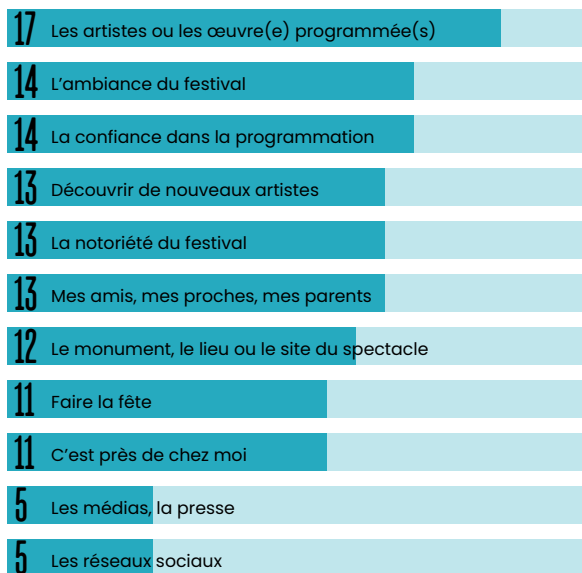 17 Les artistes ou les œuvre(e) programmée(s)
14 L'ambiance du festival
14 La confiance dans la programmation
13 Découvrir de nouveaux artistes
13 La notoriété du festival
13 Mes amis, mes proches, mes parents
12 Le monument, le lieu ou le site du spectacle
11 Faire la fête
11 C'est près de chez moi
5 Les médias, la presse
5 Les réseaux sociaux